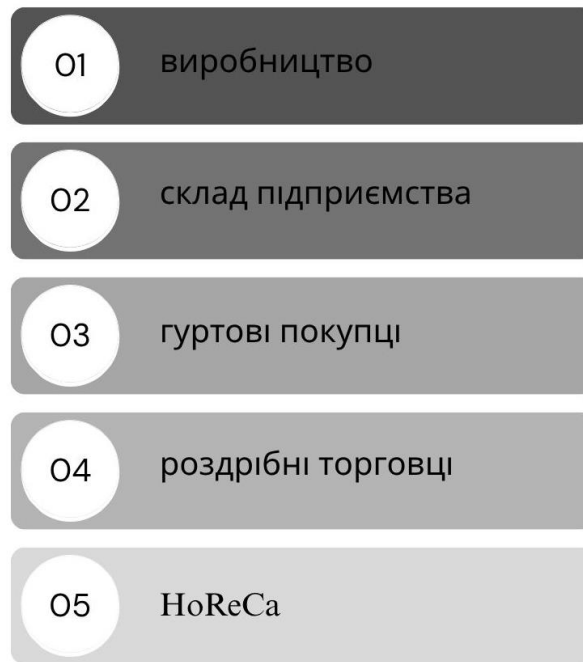 01 виробництво
02 склад підприємства
03 гуртові покупці
04 роздрібні торговці
05 HoReCa